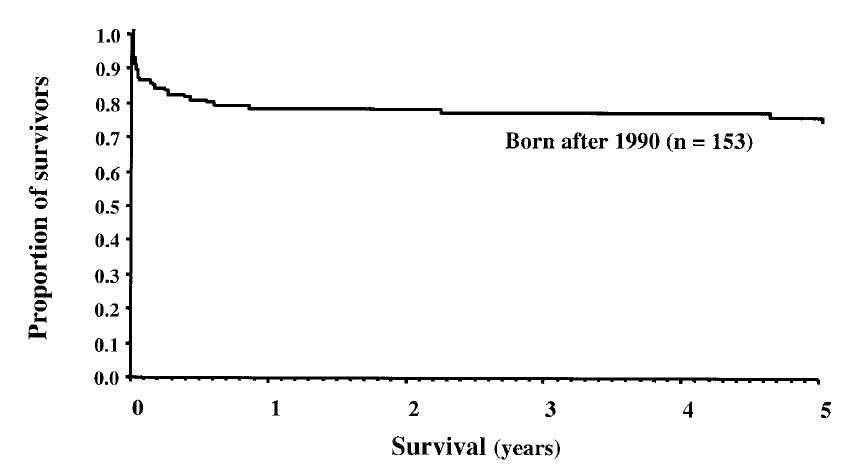 Proportion of survivors
1.0
0.9
0.8
0.7
0.6
0.5
0.4
0.3
0.2
0.1
0.0
Born after 1990 (n = 153)
0 1 2 3 4 5
Survival (years)